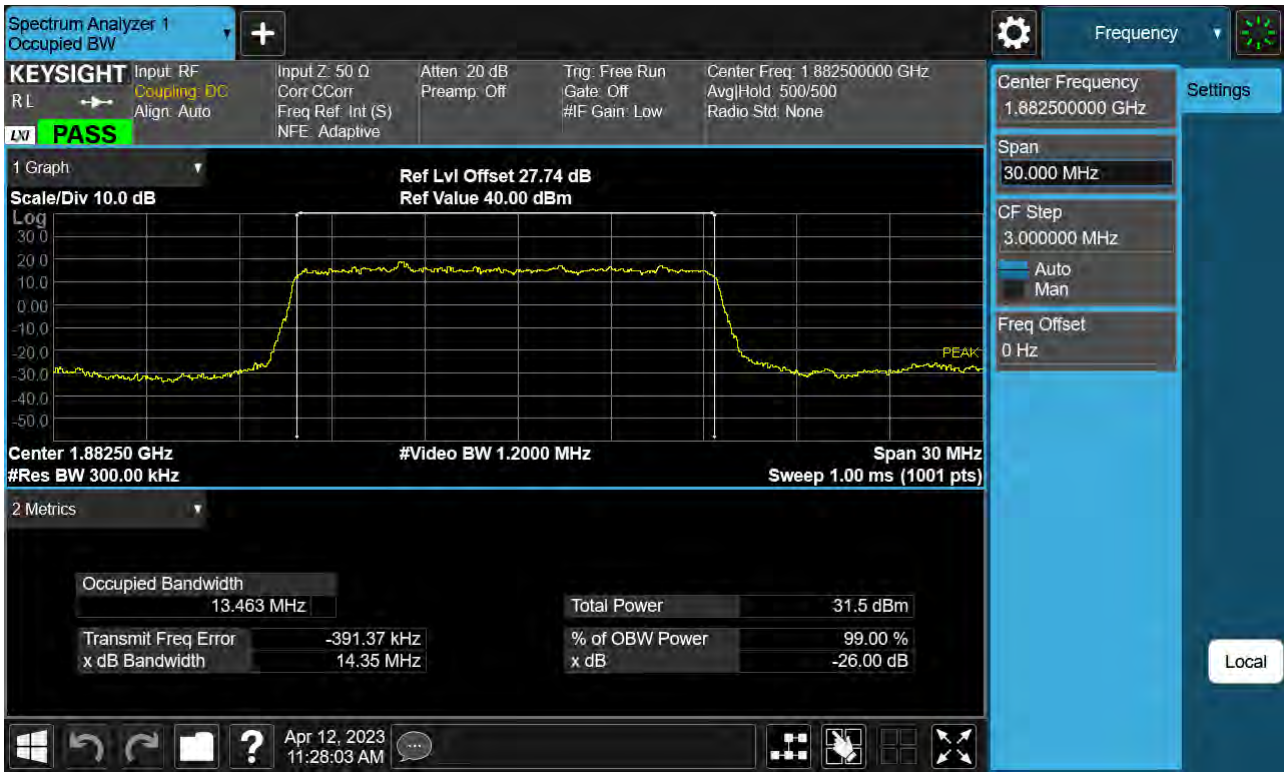 Spectrum Analyzer 1
Occupied BW
+
Frequency
KEYSIGHT
RL
LXI
PASS
Input: RF
Coupling: DC
Align: Auto
Input Z: 50 Ω
Corr CCorr
Freq Ref: Int (S)
NFE: Adaptive
Atten: 20 dB
Preamp: Off
Trig: Free Run
Gate: Off
#IF Gain: Low
Center Freq: 1.882500000 GHz
Avg|Hold: 500/500
Radio Std: None
Center Frequency
1.882500000 GHz
Settings
Span
30.000 MHz
CF Step
3.000000 MHz
Auto
Man
Freq Offset
0 Hz
1 Graph
Scale/Div 10.0 dB
Ref Lvl Offset 27.74 dB
Ref Value 40.00 dBm
Log
30.0
20.0
10.0
0.00
-10.0
-20.0
-30.0
-40.0
-50.0
PEAK
Center 1.88250 GHz
#Video BW 1.2000 MHz
Span 30 MHz
#Res BW 300.00 kHz
Sweep 1.00 ms (1001 pts)
2 Metrics
Occupied Bandwidth
13.463 MHz
Total Power 31.5 dBm
Transmit Freq Error -391.37 kHz
% of OBW Power 99.00 %
x dB Bandwidth 14.35 MHz
x dB -26.00 dB
Local
?
Apr 12, 2023
11:28:03 AM